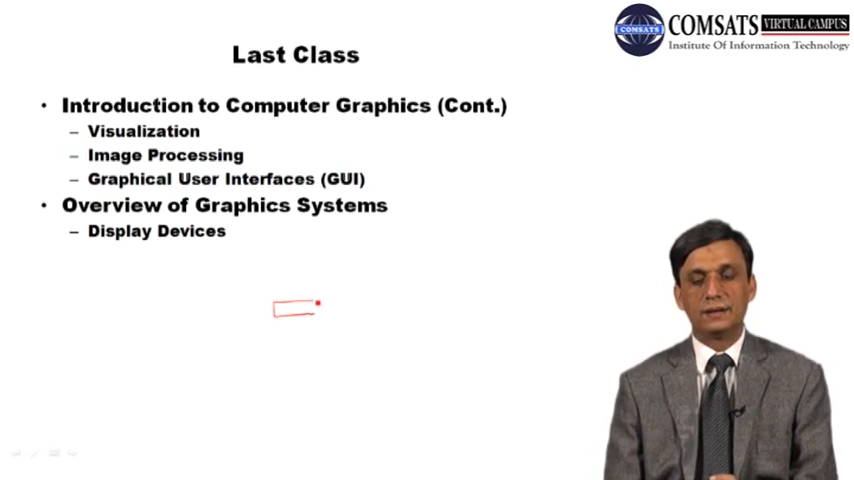 COMSATS VIRTUAL CAMPUS
COMSATS
Institute Of Information Technology
Last Class
• Introduction to Computer Graphics (Cont.)
– Visualization
– Image Processing
– Graphical User Interfaces (GUI)
• Overview of Graphics Systems
– Display Devices